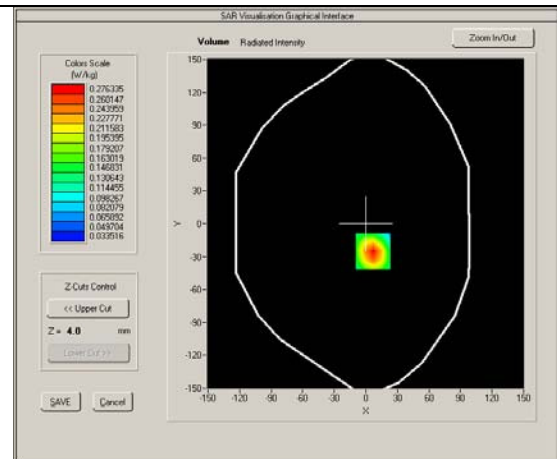 SAR Visualisation Graphical Interface
Volume Radiated Intensity
Zoom In/Out
Colors Scale
(W/kg)
0.276335
0.260147
0.243959
0.227771
0.211583
0.195395
0.179207
0.163019
0.146831
0.130643
0.114455
0.098267
0.082079
0.065892
0.049704
0.033516
Z-Cuts Control
<< Upper Cut
Z = 4.0 mm
Lower Cut >>
SAVE Cancel
150-
120-
90-
60-
30-
0-
-30-
-60-
-90-
-120-
-150-
Y
-150 -120 -90 -60 -30 0 30 60 90 120 150
X